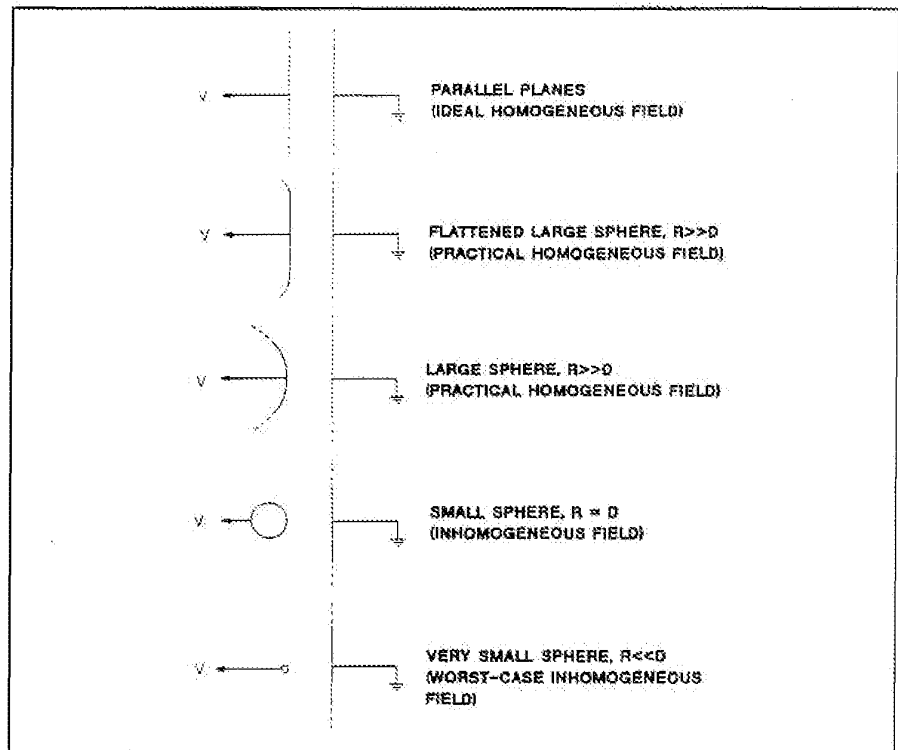 V
PARALLEL PLANES
(IDEAL HOMOGENEOUS FIELD)
V
FLATTENED LARGE SPHERE, R>>D
(PRACTICAL HOMOGENEOUS FIELD)
V
LARGE SPHERE, R>>D
(PRACTICAL HOMOGENEOUS FIELD)
V
SMALL SPHERE, R = D
(INHOMOGENEOUS FIELD)
V
VERY SMALL SPHERE, R<<D
(WORST-CASE INHOMOGENEOUS
FIELD)